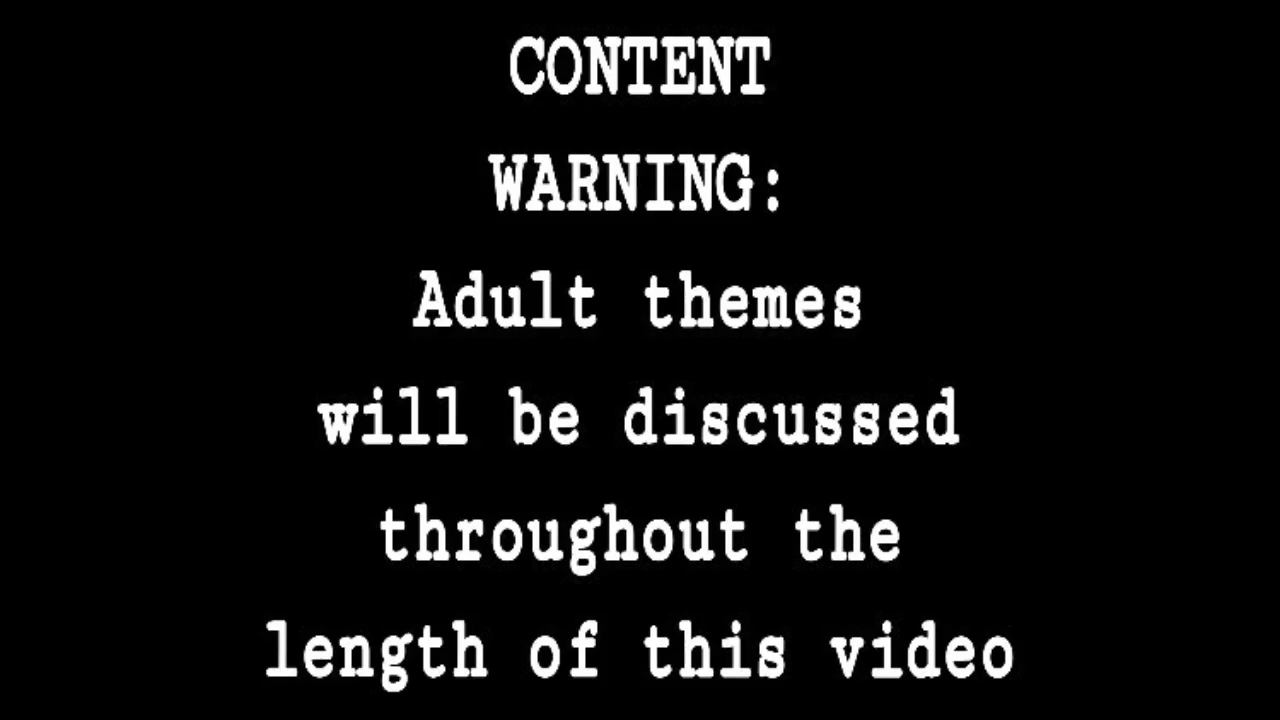 CONTENT
WARNING:
Adult themes
will be discussed
throughout the
length of this video